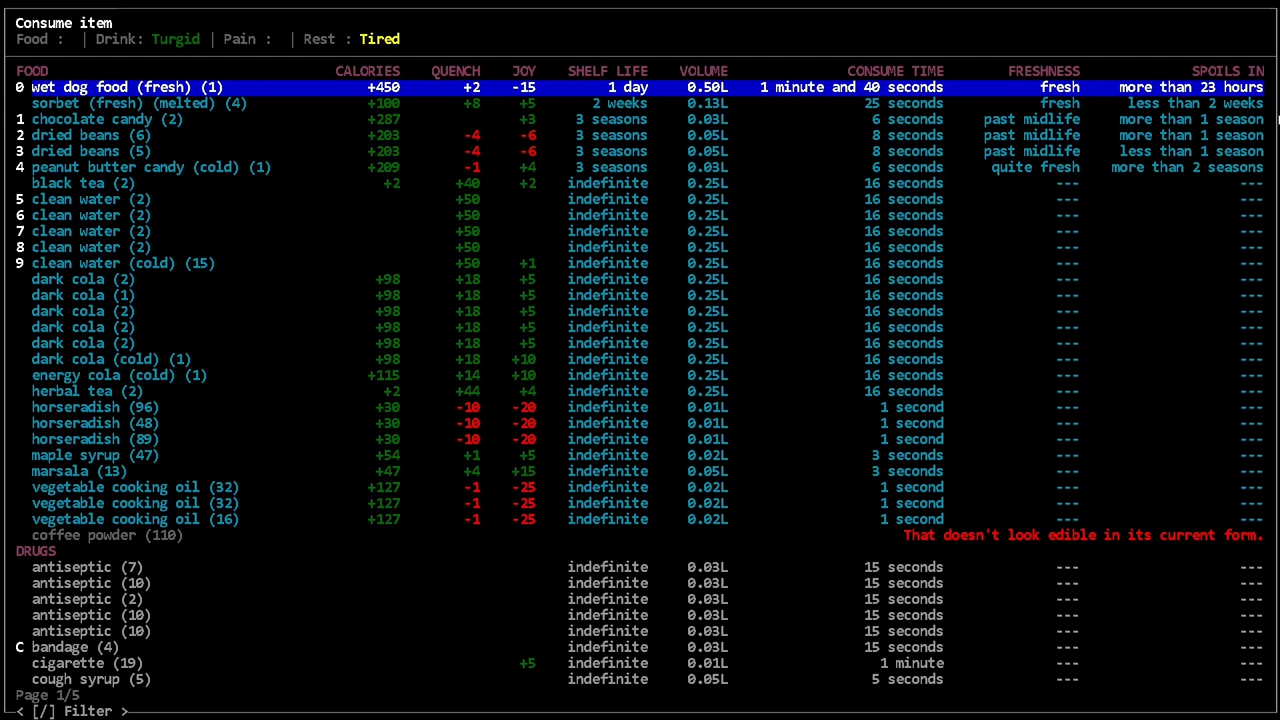 Consume item
Food :  | Drink: Turgid | Pain :  | Rest : Tired
FOOD CALORIES QUENCH JOY SHELF LIFE VOLUME CONSUME TIME FRESHNESS SPOILS IN
0 wet dog food (fresh) (1) +450 +2 -15 1 day 0.50L 1 minute and 40 seconds fresh more than 23 hours
sorbet (fresh) (melted) (4) +100 +8 +5 2 weeks 0.13L 25 seconds fresh less than 2 weeks
1 chocolate candy (2) +287 +3 3 seasons 0.03L 6 seconds past midlife more than 1 season
2 dried beans (6) +203 -4 -6 3 seasons 0.05L 8 seconds past midlife more than 1 season
3 dried beans (5) +203 -4 -6 3 seasons 0.05L 8 seconds past midlife less than 1 season
4 peanut butter candy (cold) (1) +209 -1 +4 3 seasons 0.03L 6 seconds quite fresh more than 2 seasons
black tea (2) +2 +40 +2 indefinite 0.25L 16 seconds --- ---
5 clean water (2) +50 indefinite 0.25L 16 seconds --- ---
6 clean water (2) +50 indefinite 0.25L 16 seconds --- ---
7 clean water (2) +50 indefinite 0.25L 16 seconds --- ---
8 clean water (2) +50 indefinite 0.25L 16 seconds --- ---
9 clean water (cold) (15) +50 +1 indefinite 0.25L 16 seconds --- ---
dark cola (2) +98 +18 +5 indefinite 0.25L 16 seconds --- ---
dark cola (1) +98 +18 +5 indefinite 0.25L 16 seconds --- ---
dark cola (2) +98 +18 +5 indefinite 0.25L 16 seconds --- ---
dark cola (2) +98 +18 +5 indefinite 0.25L 16 seconds --- ---
dark cola (2) +98 +18 +5 indefinite 0.25L 16 seconds --- ---
dark cola (cold) (1) +98 +18 +10 indefinite 0.25L 16 seconds --- ---
energy cola (cold) (1) +115 +14 +10 indefinite 0.25L 16 seconds --- ---
herbal tea (2) +2 +44 +4 indefinite 0.25L 16 seconds --- ---
horseradish (96) +30 -10 -20 indefinite 0.01L 1 second --- ---
horseradish (48) +30 -10 -20 indefinite 0.01L 1 second --- ---
horseradish (89) +30 -10 -20 indefinite 0.01L 1 second --- ---
maple syrup (47) +54 +1 +5 indefinite 0.02L 3 seconds --- ---
marsala (13) +47 +4 +15 indefinite 0.05L 3 seconds --- ---
vegetable cooking oil (32) +127 -1 -25 indefinite 0.02L 1 second --- ---
vegetable cooking oil (32) +127 -1 -25 indefinite 0.02L 1 second --- ---
vegetable cooking oil (16) +127 -1 -25 indefinite 0.02L 1 second --- ---
coffee powder (110) That doesn't look edible in its current form.
DRUGS
antiseptic (7) indefinite 0.03L 15 seconds --- ---
antiseptic (10) indefinite 0.03L 15 seconds --- ---
antiseptic (2) indefinite 0.03L 15 seconds --- ---
antiseptic (10) indefinite 0.03L 15 seconds --- ---
antiseptic (10) indefinite 0.03L 15 seconds --- ---
C bandage (4) indefinite 0.03L 15 seconds --- ---
cigarette (19) +5 indefinite 0.01L 1 minute --- ---
cough syrup (5) indefinite 0.05L 5 seconds --- ---
Page 1/5
< [/] Filter >